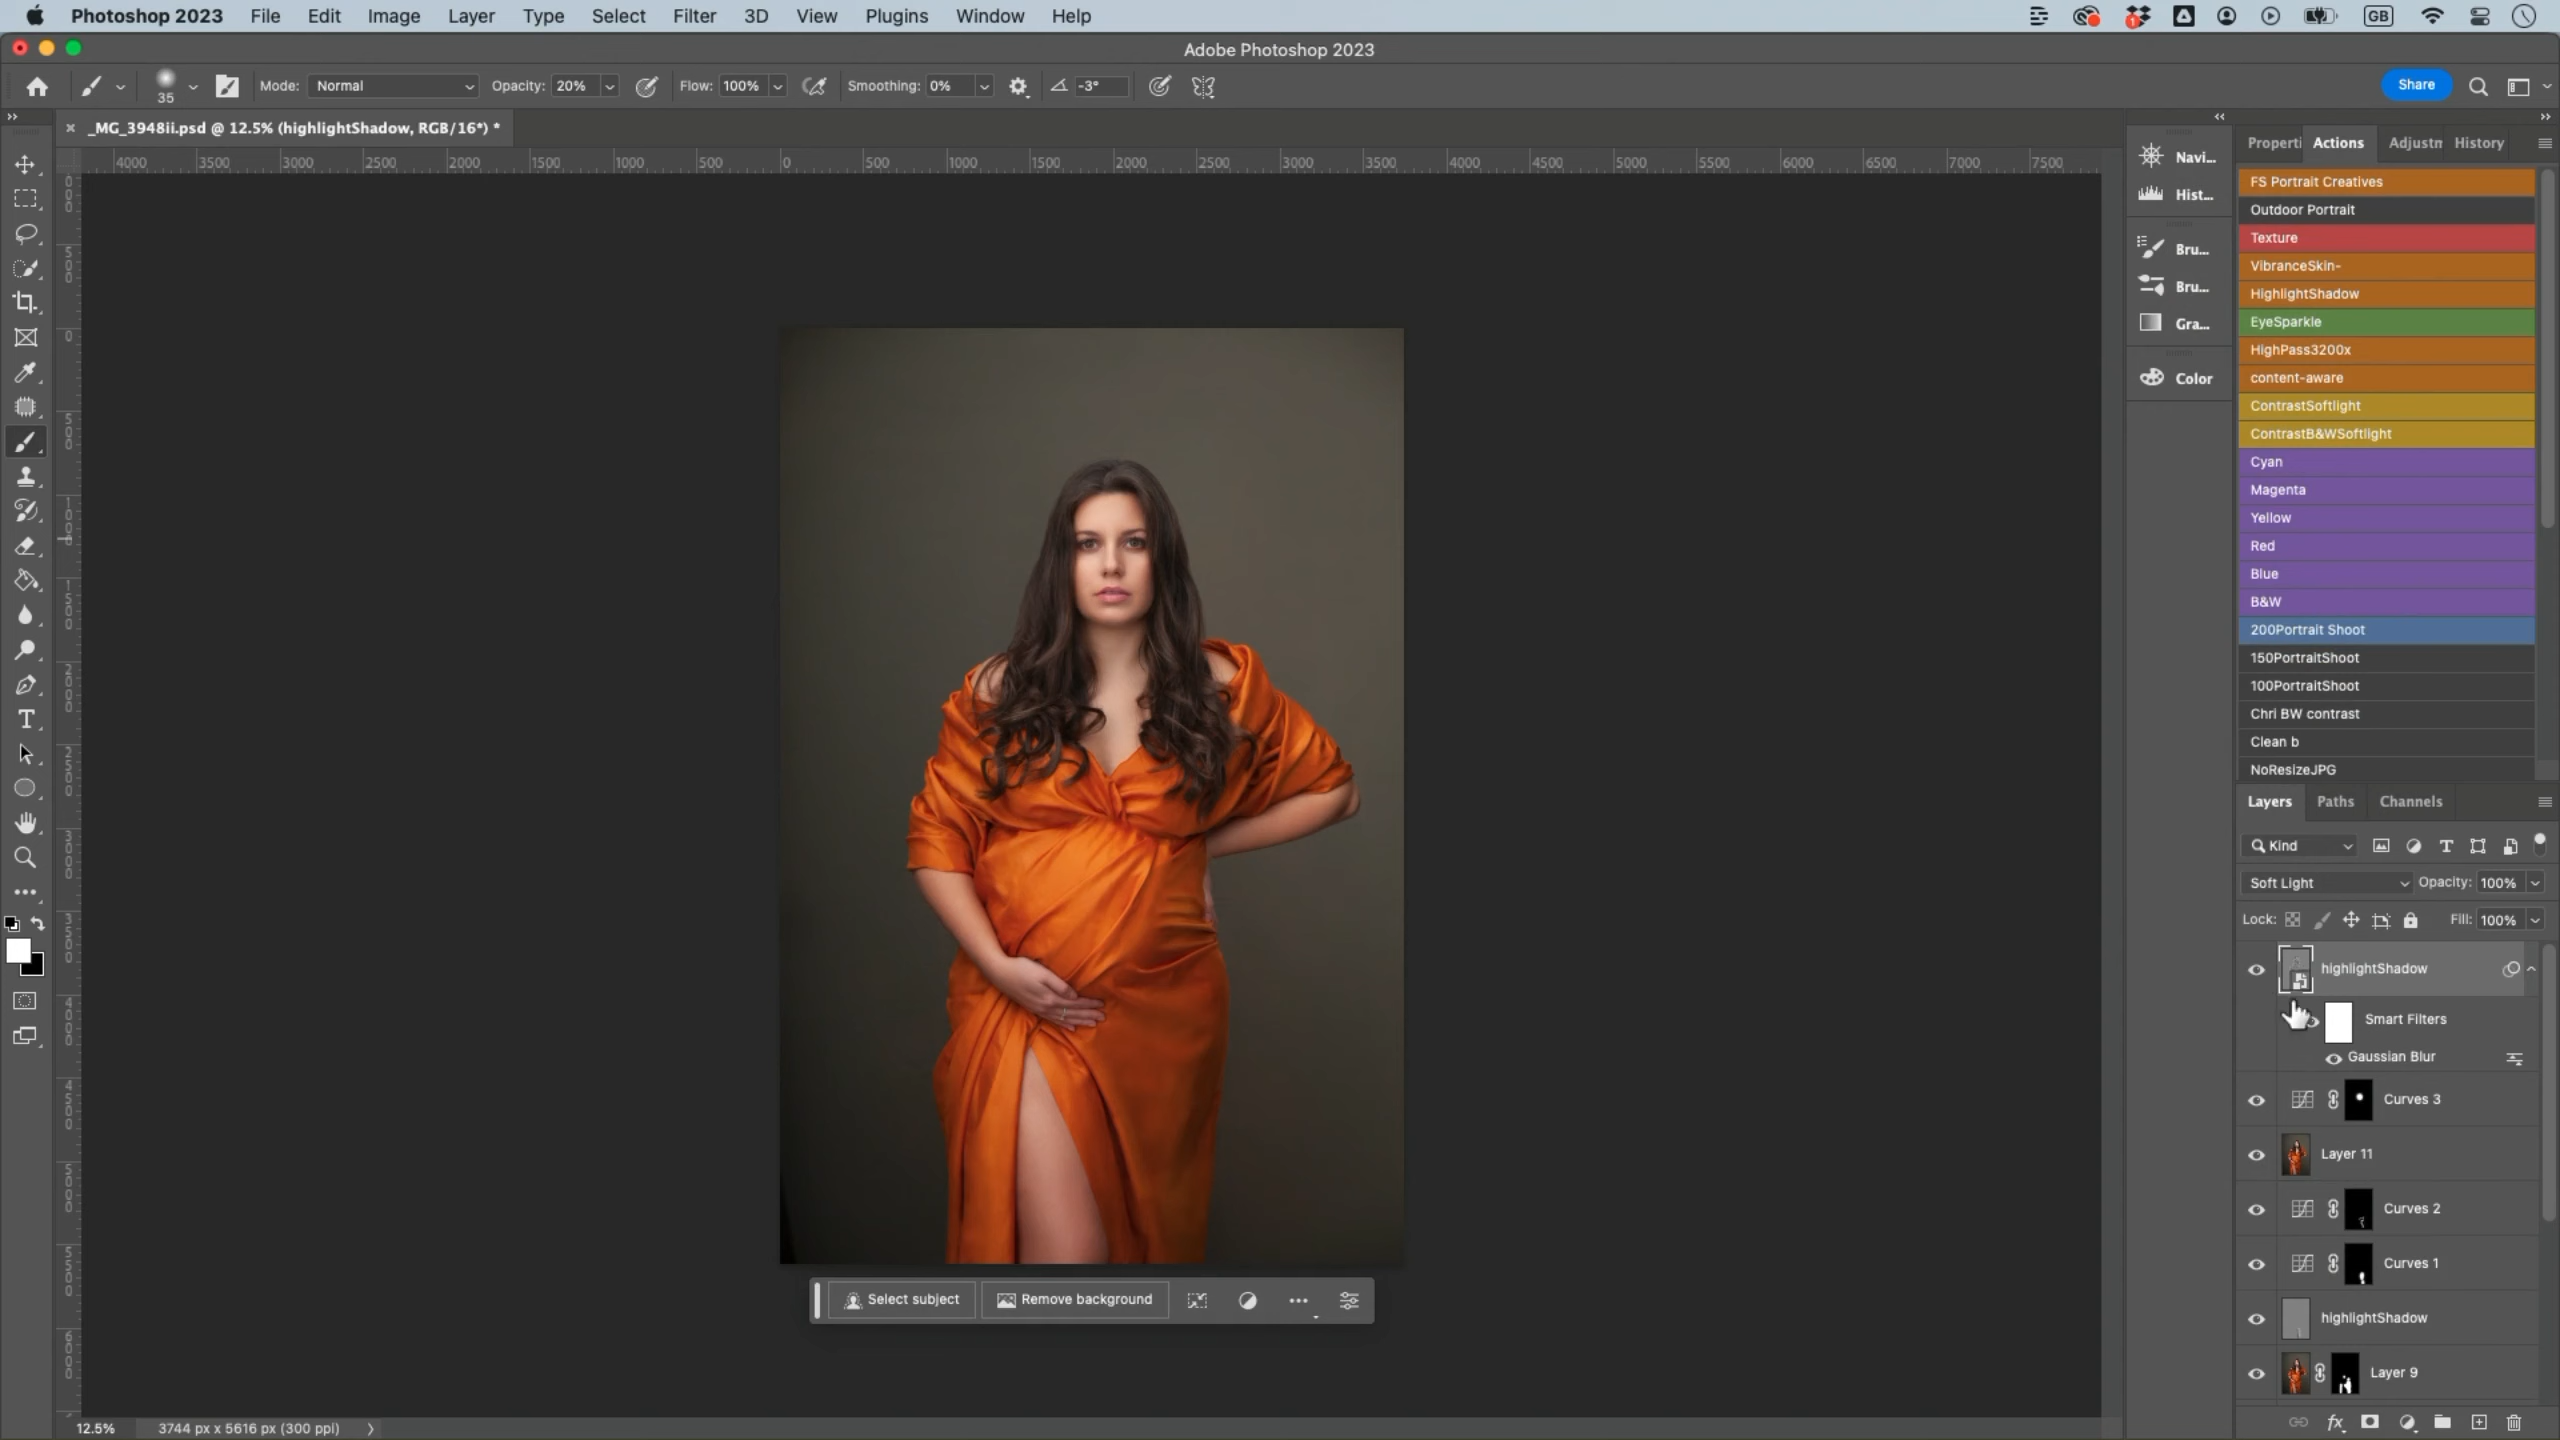 Photoshop 2023 File Edit Image Layer Type Select Filter 3D View Plugins Window Help GB
Adobe Photoshop 2023
35 Mode: Normal Opacity: 20% Flow: 100% Smoothing: 0% -3° Share
_MG_3948ii.psd @ 12.5% (highlightShadow, RGB/16*) *
4000 3500 3000 2500 2000 1500 1000 500 0 500 1000 1500 2000 2500 3000 3500 4000 4500 5000 5500 6000 6500 7000 7500
Navi...
Hist...
Bru...
Bru...
Gra...
Color
Properti Actions Adjustn History
FS Portrait Creatives
Outdoor Portrait
Texture
VibranceSkin-
HighlightShadow
EyeSparkle
HighPass3200x
content-aware
ContrastSoftlight
ContrastB&WSoftlight
Cyan
Magenta
Yellow
Red
Blue
B&W
200Portrait Shoot
150PortraitShoot
100PortraitShoot
Chri BW contrast
Clean b
NoResizeJPG
Layers Paths Channels
Kind
Soft Light Opacity: 100%
Lock: Fill: 100%
highlightShadow
Smart Filters
Gaussian Blur
Curves 3
Layer 11
Curves 2
Curves 1
highlightShadow
Layer 9
Select subject Remove background
12.5% 3744 px x 5616 px (300 ppi)